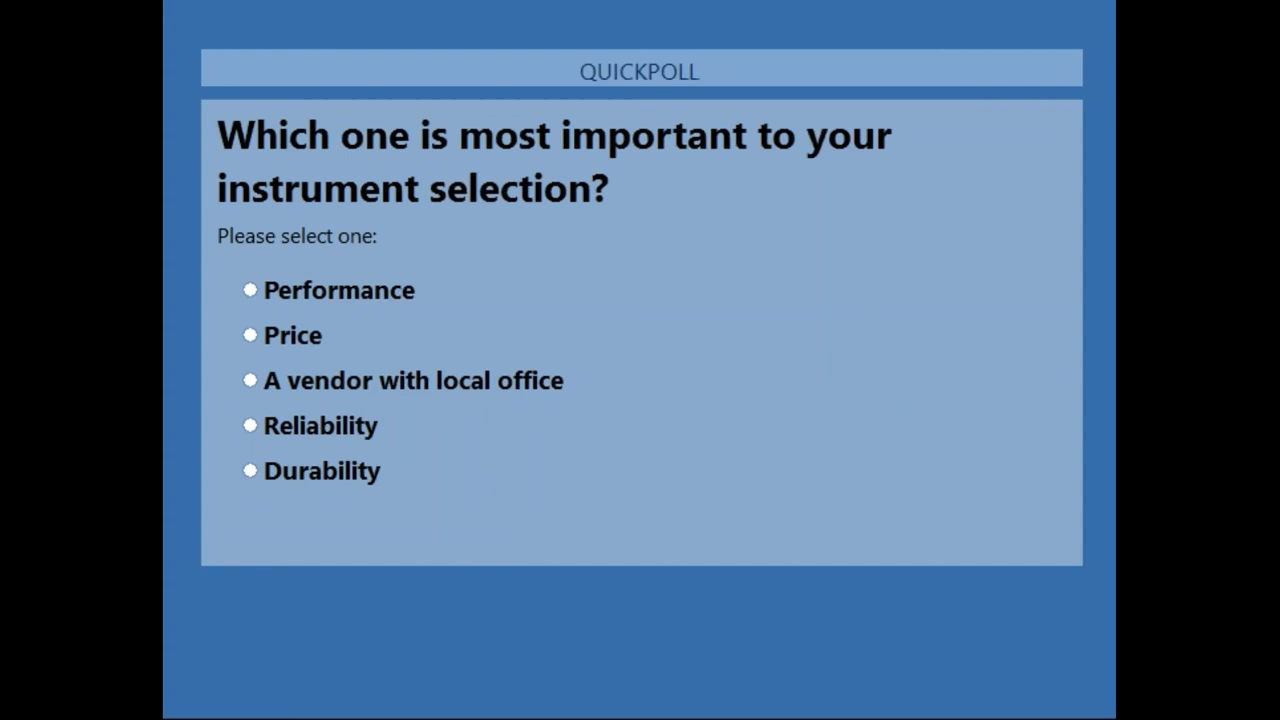 QUICKPOLL
Which one is most important to your
instrument selection?
Please select one:
Performance
Price
A vendor with local office
Reliability
Durability